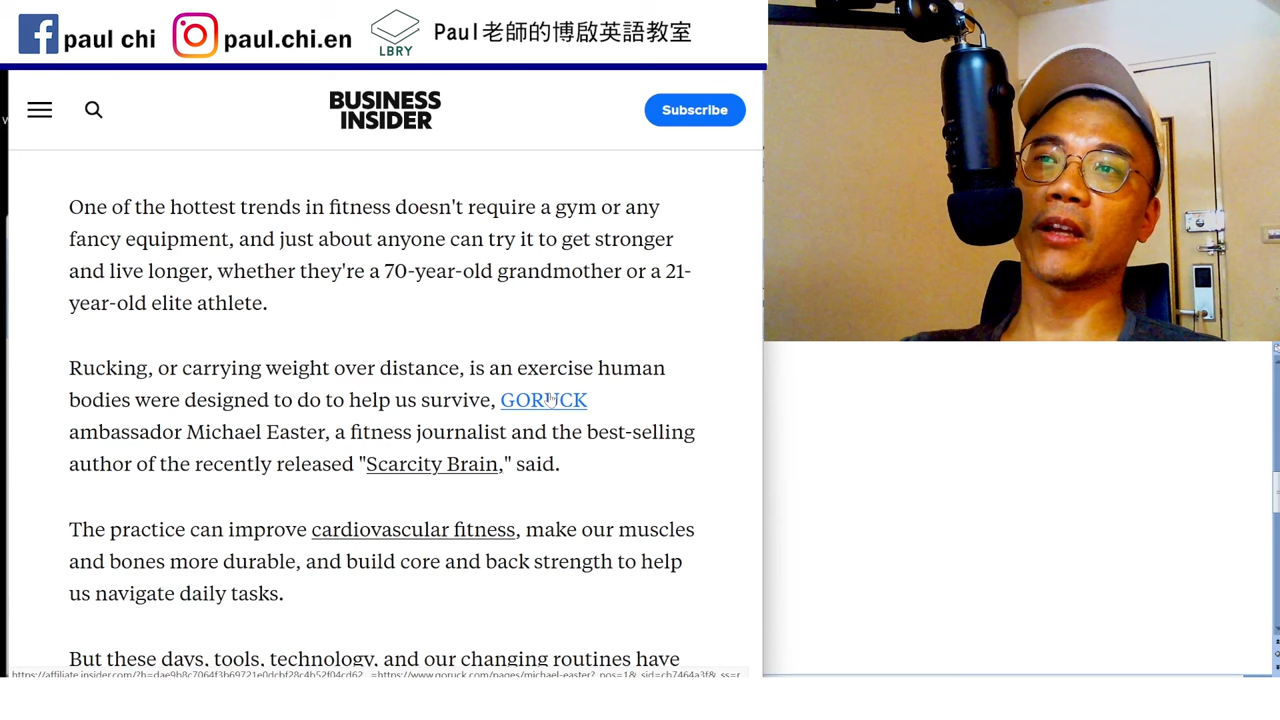 paul chi
paul.chi.en
LBRY
Paul老師的博啟英語教室
BUSINESS
INSIDER
Subscribe
One of the hottest trends in fitness doesn't require a gym or any
fancy equipment, and just about anyone can try it to get stronger
and live longer, whether they're a 70-year-old grandmother or a 21-
year-old elite athlete.
Rucking, or carrying weight over distance, is an exercise human
bodies were designed to do to help us survive, GORUCK
ambassador Michael Easter, a fitness journalist and the best-selling
author of the recently released "Scarcity Brain," said.
The practice can improve cardiovascular fitness, make our muscles
and bones more durable, and build core and back strength to help
us navigate daily tasks.
But these days, tools, technology, and our changing routines have